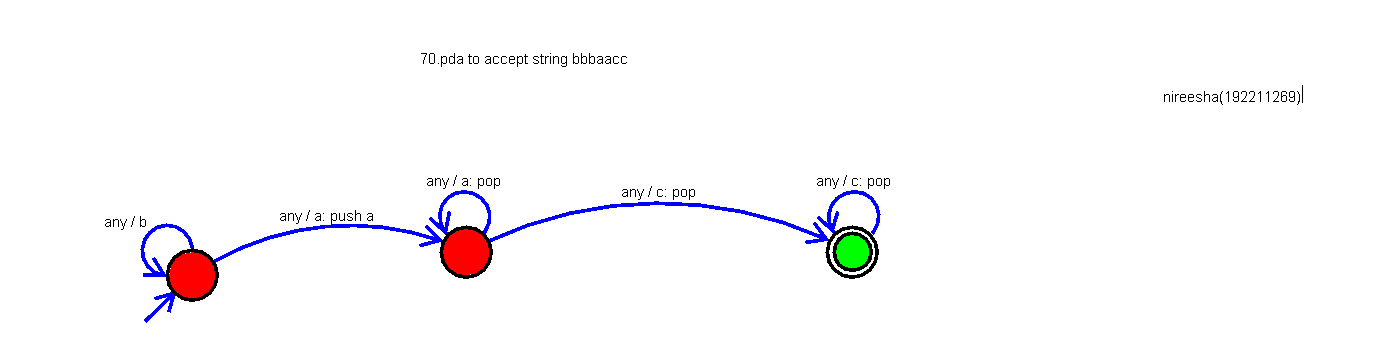 70.pda to accept string bbbaacc
nireesha(192211269)
any / a: pop
any / c: pop
any / c: pop
any / b
any / a: push a